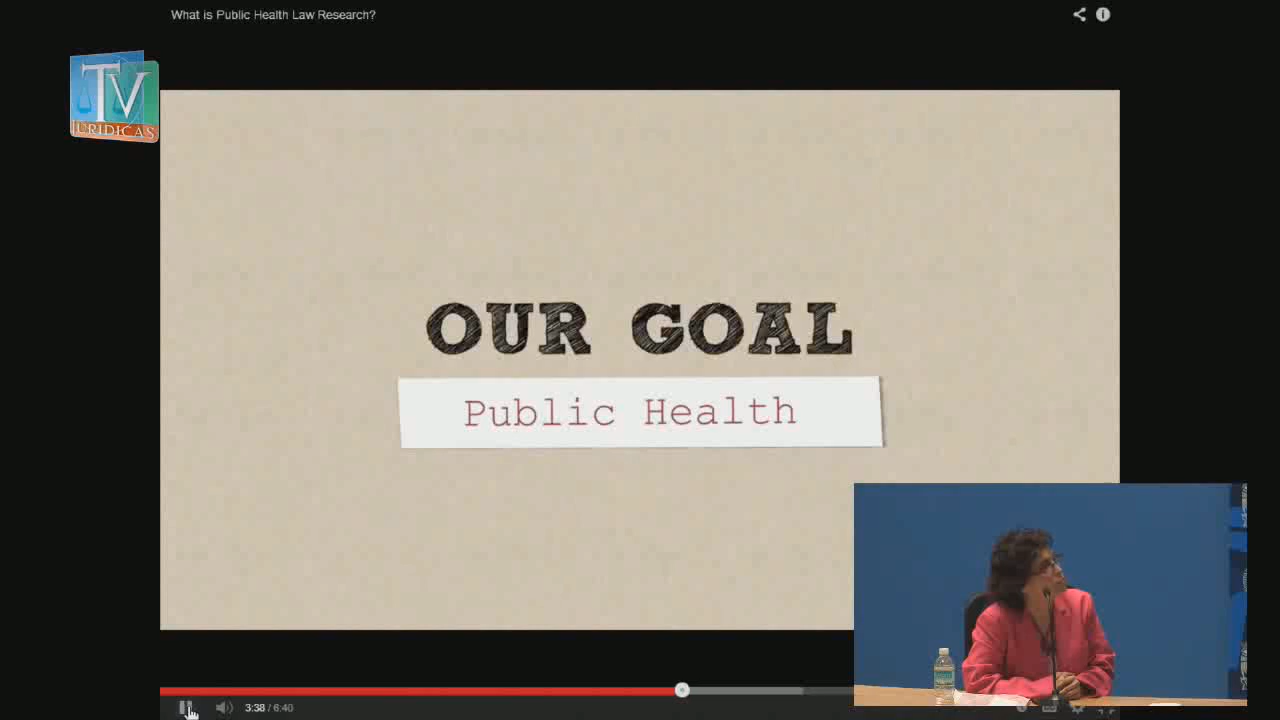 What is Public Health Law Research?
TV
JURIDICAS
OUR GOAL
Public Health
3:38 / 6:40